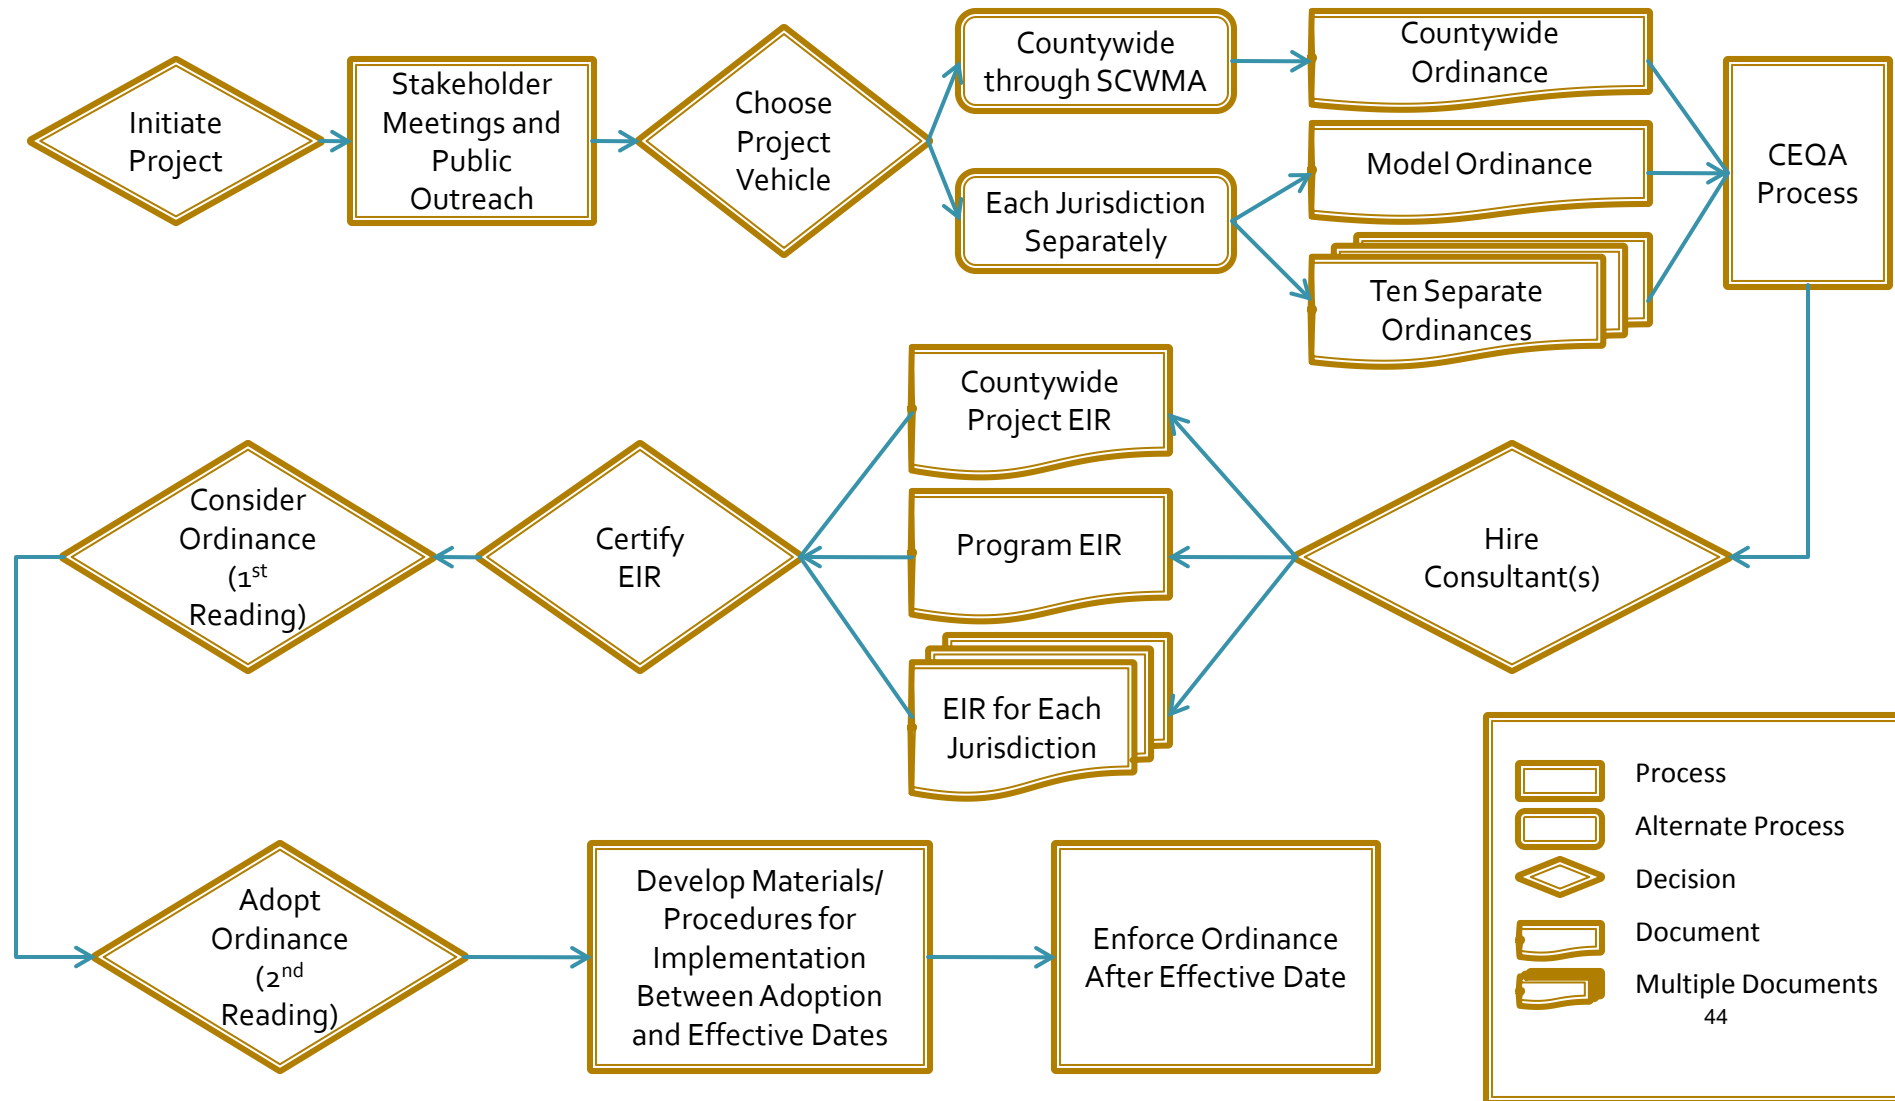 Initiate
Project
Stakeholder
Meetings and
Public
Outreach
Choose
Project
Vehicle
Countywide
through SCWMA
Each Jurisdiction
Separately
Countywide
Ordinance
Model Ordinance
Ten Separate
Ordinances
CEQA
Process
Hire
Consultant(s)
Countywide
Project EIR
Program EIR
EIR for Each
Jurisdiction
Certify
EIR
Consider
Ordinance
(1st
Reading)
Adopt
Ordinance
(2nd
Reading)
Develop Materials/
Procedures for
Implementation
Between Adoption
and Effective Dates
Enforce Ordinance
After Effective Date
Process
Alternate Process
Decision
Document
Multiple Documents
44